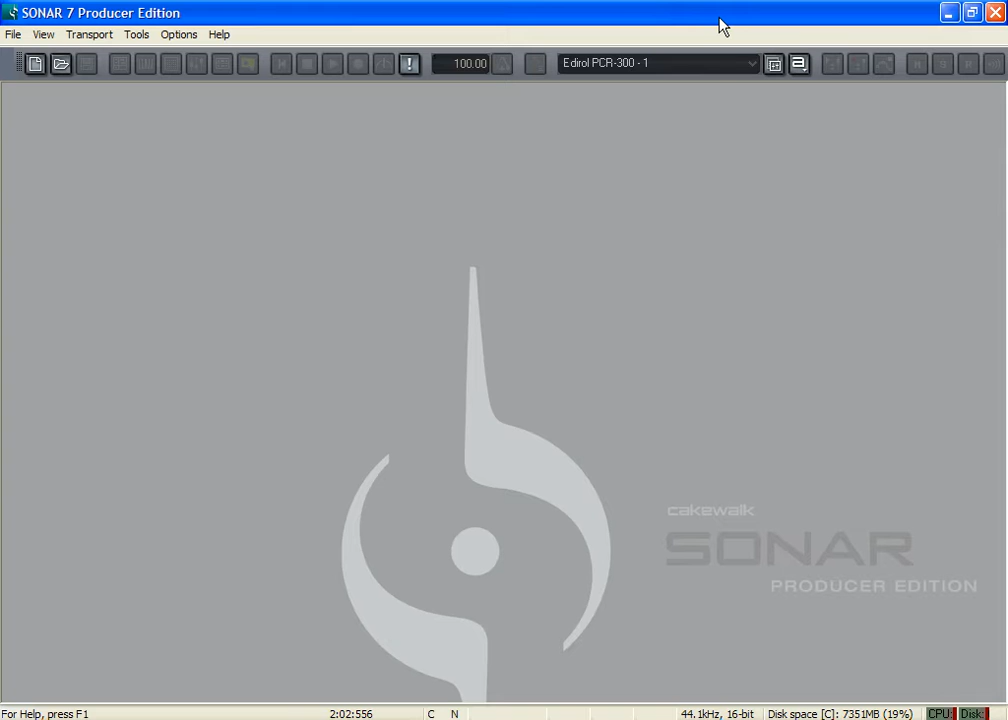 SONAR 7 Producer Edition
File View Transport Tools Options Help
100.00 Edirol PCR-300 - 1
cakewalk
SONAR
PRODUCER EDITION
For Help, press F1 2:02:556 C N 44.1kHz, 16-bit Disk space [C]: 7351MB (19%) CPU: Disk: